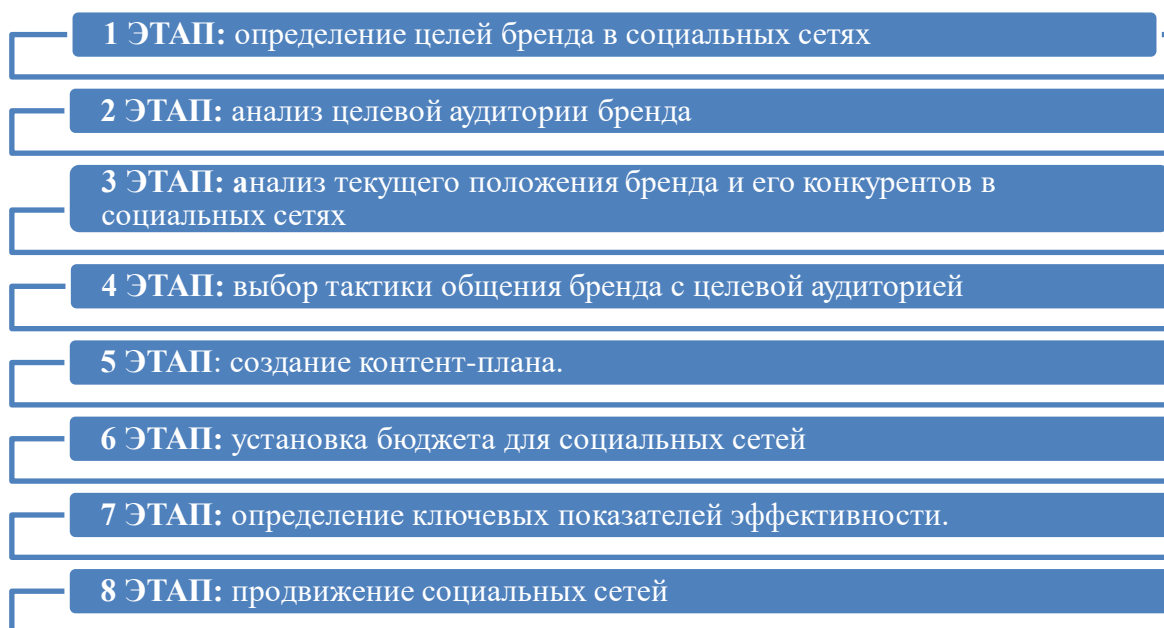 1 ЭТАП: определение целей бренда в социальных сетях
2 ЭТАП: анализ целевой аудитории бренда
3 ЭТАП: анализ текущего положения бренда и его конкурентов в
социальных сетях
4 ЭТАП: выбор тактики общения бренда с целевой аудиторией
5 ЭТАП: создание контент-плана.
6 ЭТАП: установка бюджета для социальных сетей
7 ЭТАП: определение ключевых показателей эффективности.
8 ЭТАП: продвижение социальных сетей